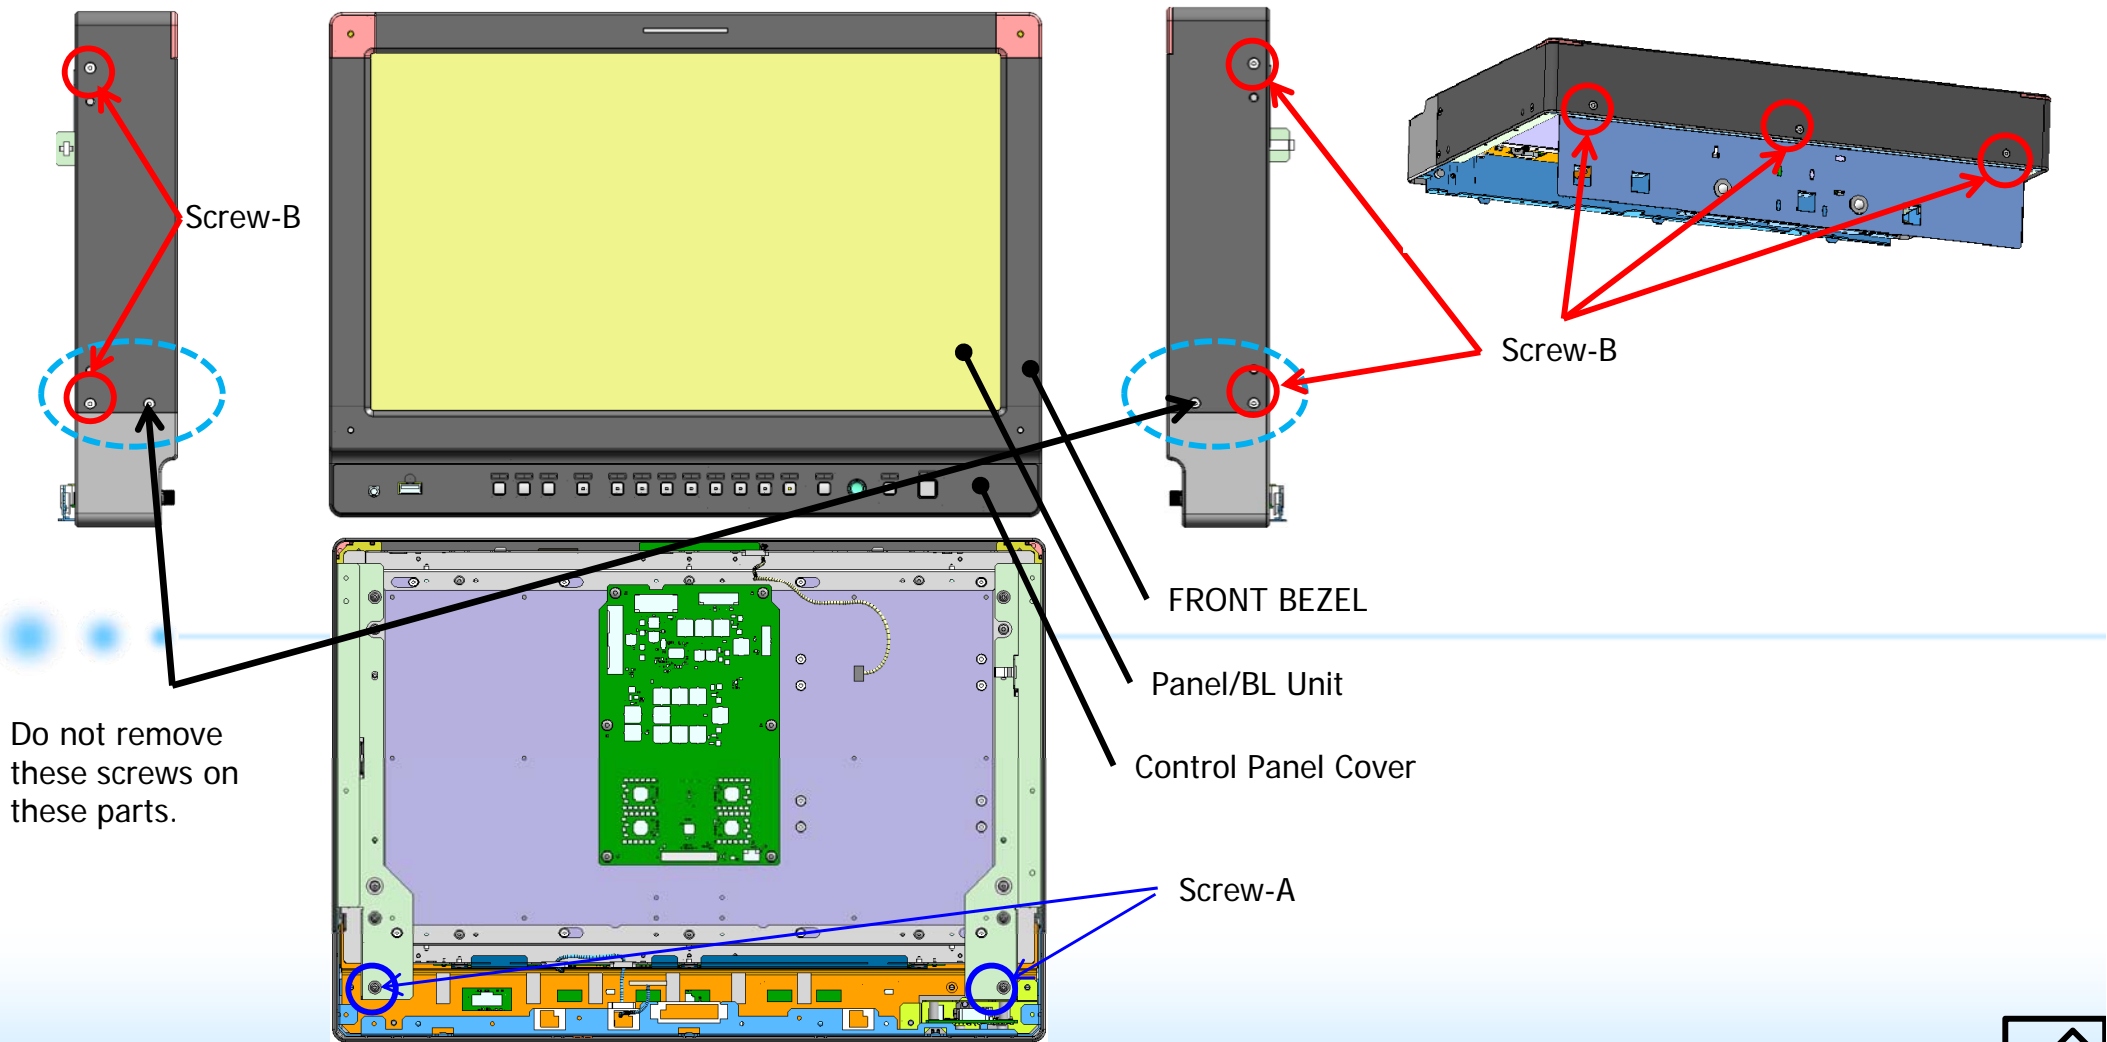 Screw-B
Screw-B
FRONT BEZEL
Panel/BL Unit
Control Panel Cover
Do not remove
these screws on
these parts.
Screw-A